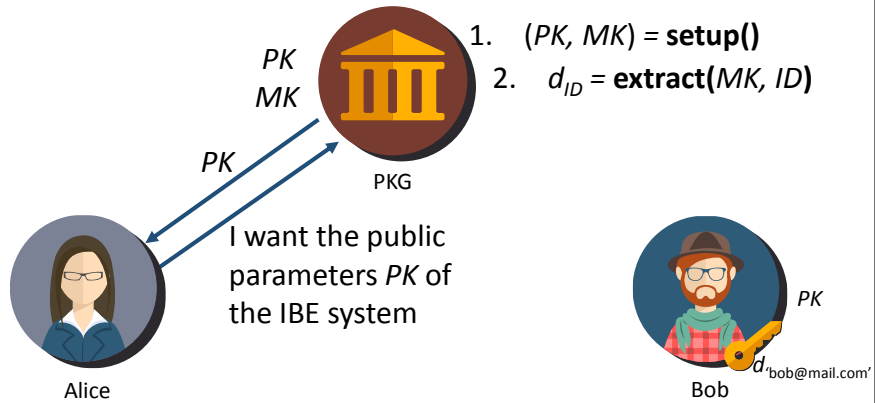 1. (PK, MK) = setup()
2. d_ID = extract(MK, ID)
PK
MK
PK
PKG
I want the public
parameters PK of
the IBE system
Alice
PK
d'bob@mail.com'
Bob